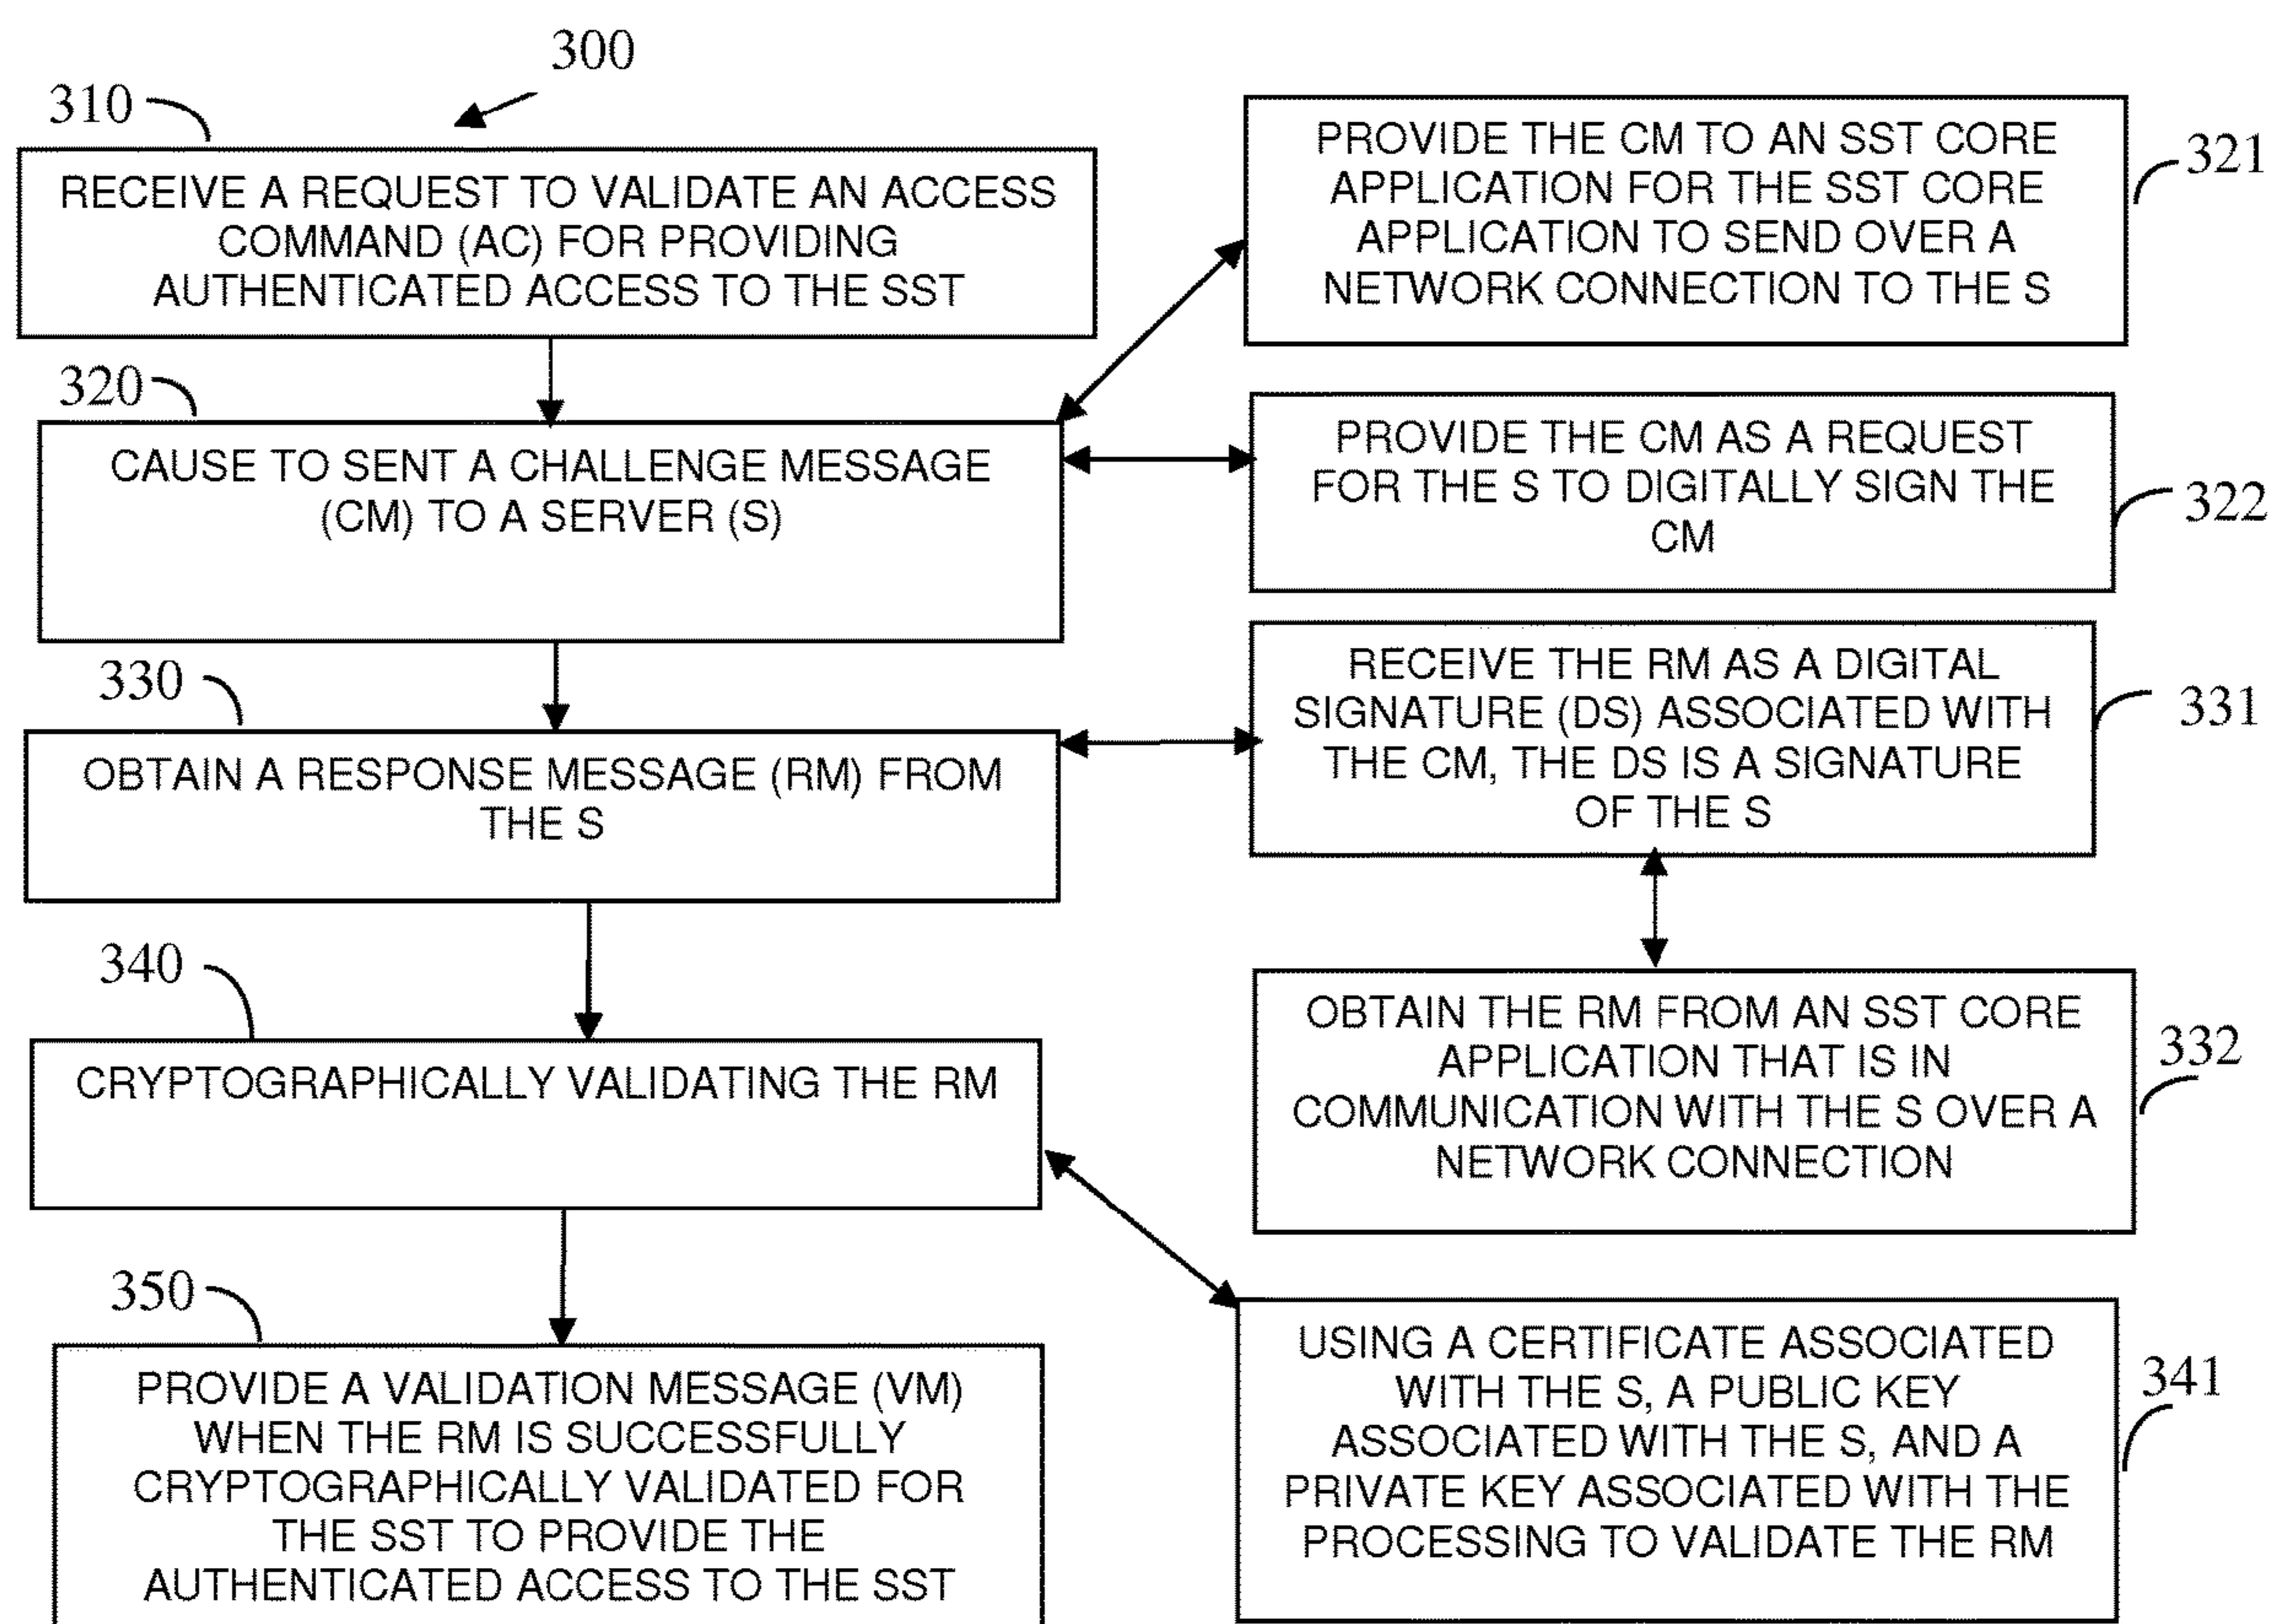 300
310
RECEIVE A REQUEST TO VALIDATE AN ACCESS
COMMAND (AC) FOR PROVIDING
AUTHENTICATED ACCESS TO THE SST
320
CAUSE TO SENT A CHALLENGE MESSAGE
(CM) TO A SERVER (S)
330
OBTAIN A RESPONSE MESSAGE (RM) FROM
THE S
340
CRYPTOGRAPHICALLY VALIDATING THE RM
350
PROVIDE A VALIDATION MESSAGE (VM)
WHEN THE RM IS SUCCESSFULLY
CRYPTOGRAPHICALLY VALIDATED FOR
THE SST TO PROVIDE THE
AUTHENTICATED ACCESS TO THE SST
PROVIDE THE CM TO AN SST CORE
APPLICATION FOR THE SST CORE
APPLICATION TO SEND OVER A
NETWORK CONNECTION TO THE S
321
PROVIDE THE CM AS A REQUEST
FOR THE S TO DIGITALLY SIGN THE
CM
322
RECEIVE THE RM AS A DIGITAL
SIGNATURE (DS) ASSOCIATED WITH
THE CM, THE DS IS A SIGNATURE
OF THE S
331
OBTAIN THE RM FROM AN SST CORE
APPLICATION THAT IS IN
COMMUNICATION WITH THE S OVER A
NETWORK CONNECTION
332
USING A CERTIFICATE ASSOCIATED
WITH THE S, A PUBLIC KEY
ASSOCIATED WITH THE S, AND A
PRIVATE KEY ASSOCIATED WITH THE
PROCESSING TO VALIDATE THE RM
341